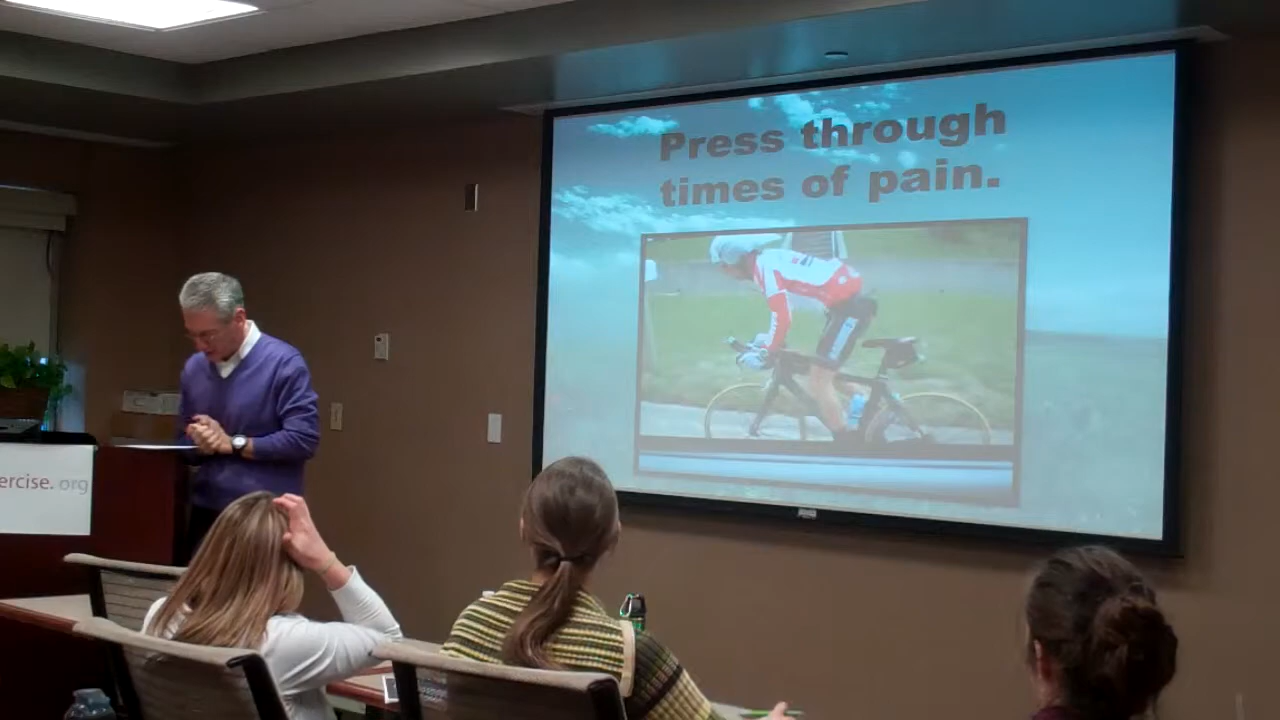 Press through
times of pain.
ercise. org